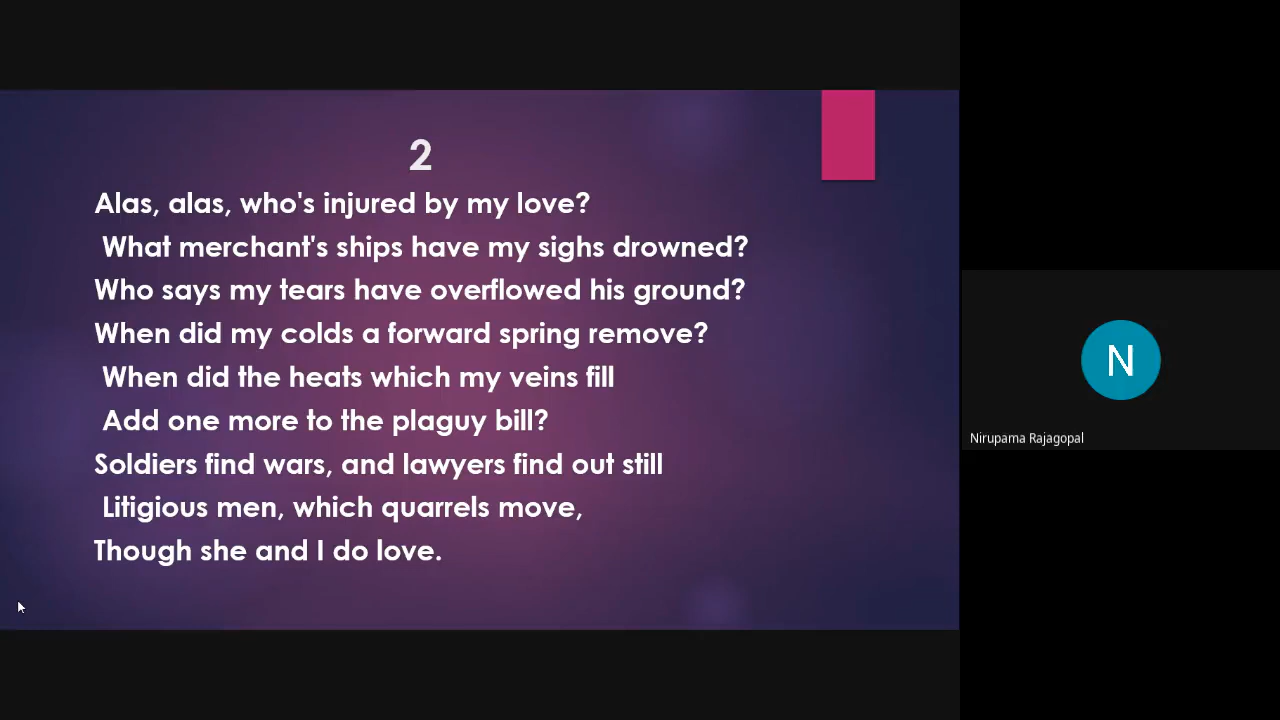 2
Alas, alas, who's injured by my love?
What merchant's ships have my sighs drowned?
Who says my tears have overflowed his ground?
When did my colds a forward spring remove?
When did the heats which my veins fill
Add one more to the plaguy bill?
Soldiers find wars, and lawyers find out still
Litigious men, which quarrels move,
Though she and I do love.
N
Nirupama Rajagopal